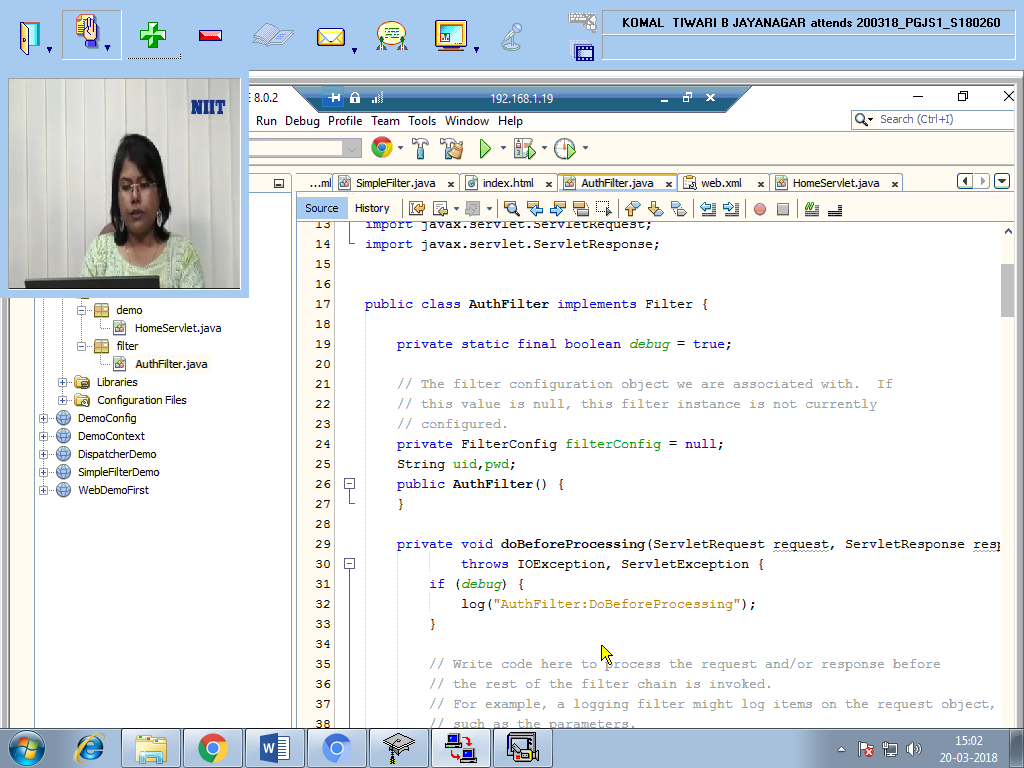 KOMAL TIWARI B JAYANAGAR attends 200318_PGJS1_S180260
NIIT
E 8.0.2
192.168.1.19
Run Debug Profile Team Tools Window Help
Search (Ctrl+I)
...ml
SimpleFilter.java
index.html
AuthFilter.java
web.xml
HomeServlet.java
Source
History
13 import javax.servlet.ServletRequest;
14 import javax.servlet.ServletResponse;
15
16
17 public class AuthFilter implements Filter {
18
19 private static final boolean debug = true;
20
21 // The filter configuration object we are associated with.  If
22 // this value is null, this filter instance is not currently
23 // configured.
24 private FilterConfig filterConfig = null;
25 String uid,pwd;
26 public AuthFilter() {
27 }
28
29 private void doBeforeProcessing(ServletRequest request, ServletResponse resp
30 throws IOException, ServletException {
31 if (debug) {
32 log("AuthFilter:DoBeforeProcessing");
33 }
34
35 // Write code here to process the request and/or response before
36 // the rest of the filter chain is invoked.
37 // For example, a logging filter might log items on the request object,
38 // such as the parameters.
demo
HomeServlet.java
filter
AuthFilter.java
Libraries
Configuration Files
DemoConfig
DemoContext
DispatcherDemo
SimpleFilterDemo
WebDemoFirst
15:02
20-03-2018